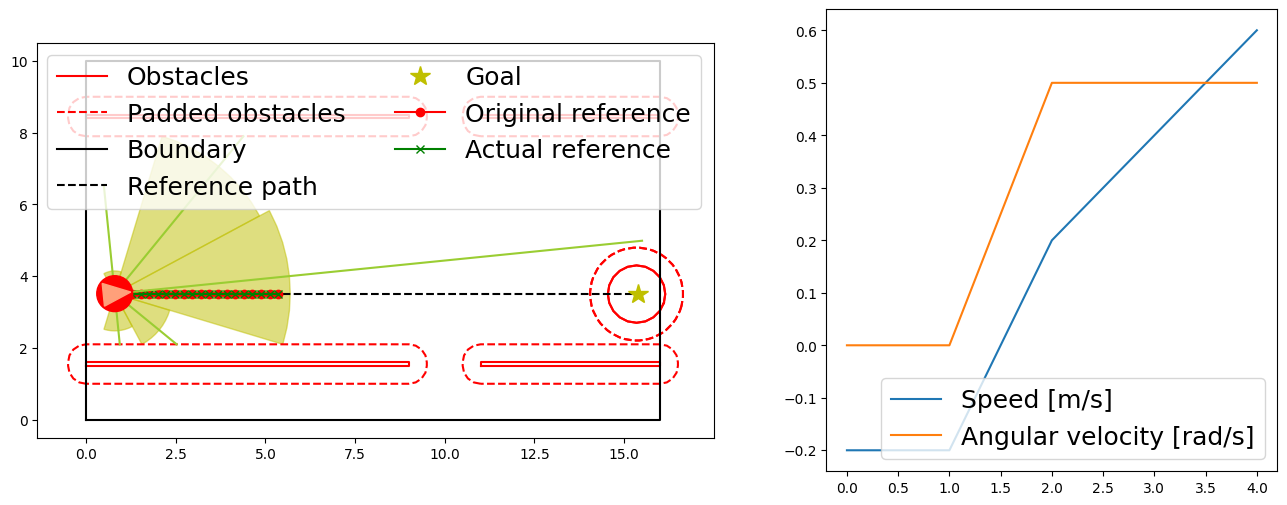 Obstacles
Padded obstacles
Boundary
Reference path
Goal
Original reference
Actual reference
10
8
6
4
2
0
0.0 2.5 5.0 7.5 10.0 12.5 15.0
0.6
0.5
0.4
0.3
0.2
0.0
−0.1
−0.2
Speed [m/s]
Angular velocity [rad/s]
0.0 0.5 1.0 1.5 2.0 2.5 3.0 3.5 4.0